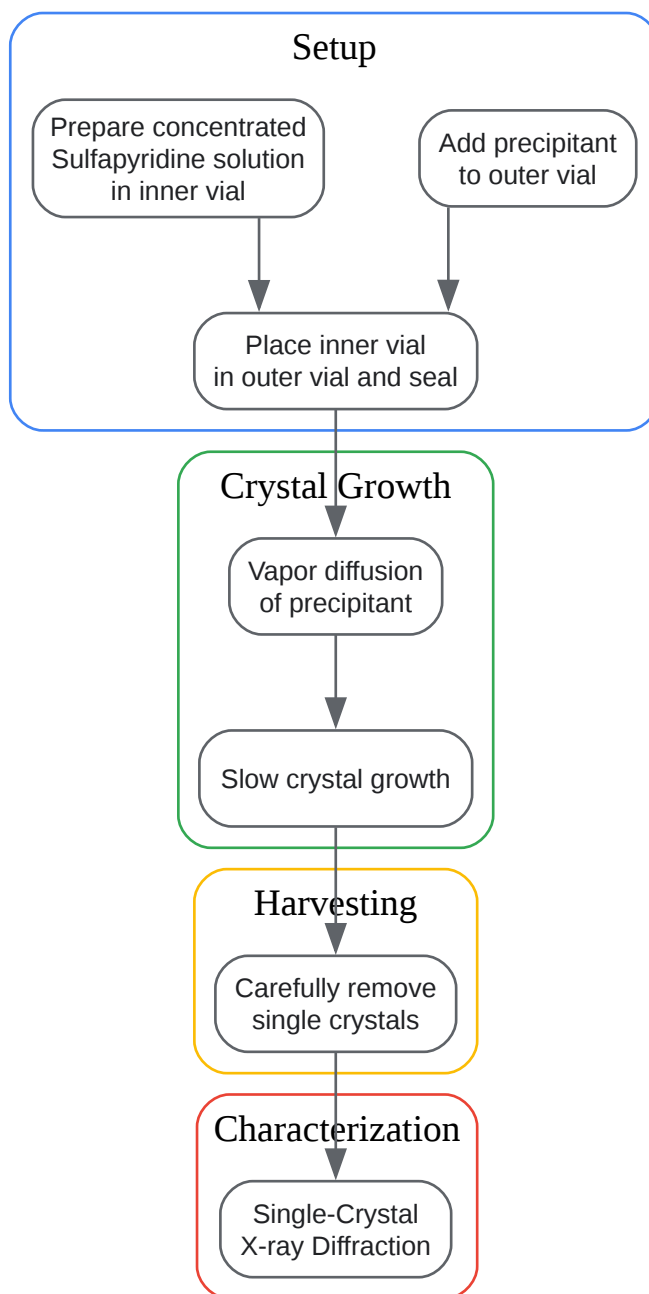 Setup
Prepare concentrated
Sulfapyridine solution
in inner vial
Add precipitant
to outer vial
Place inner vial
in outer vial and seal
Crystal Growth
Vapor diffusion
of precipitant
Slow crystal growth
Harvesting
Carefully remove
single crystals
Characterization
Single-Crystal
X-ray Diffraction